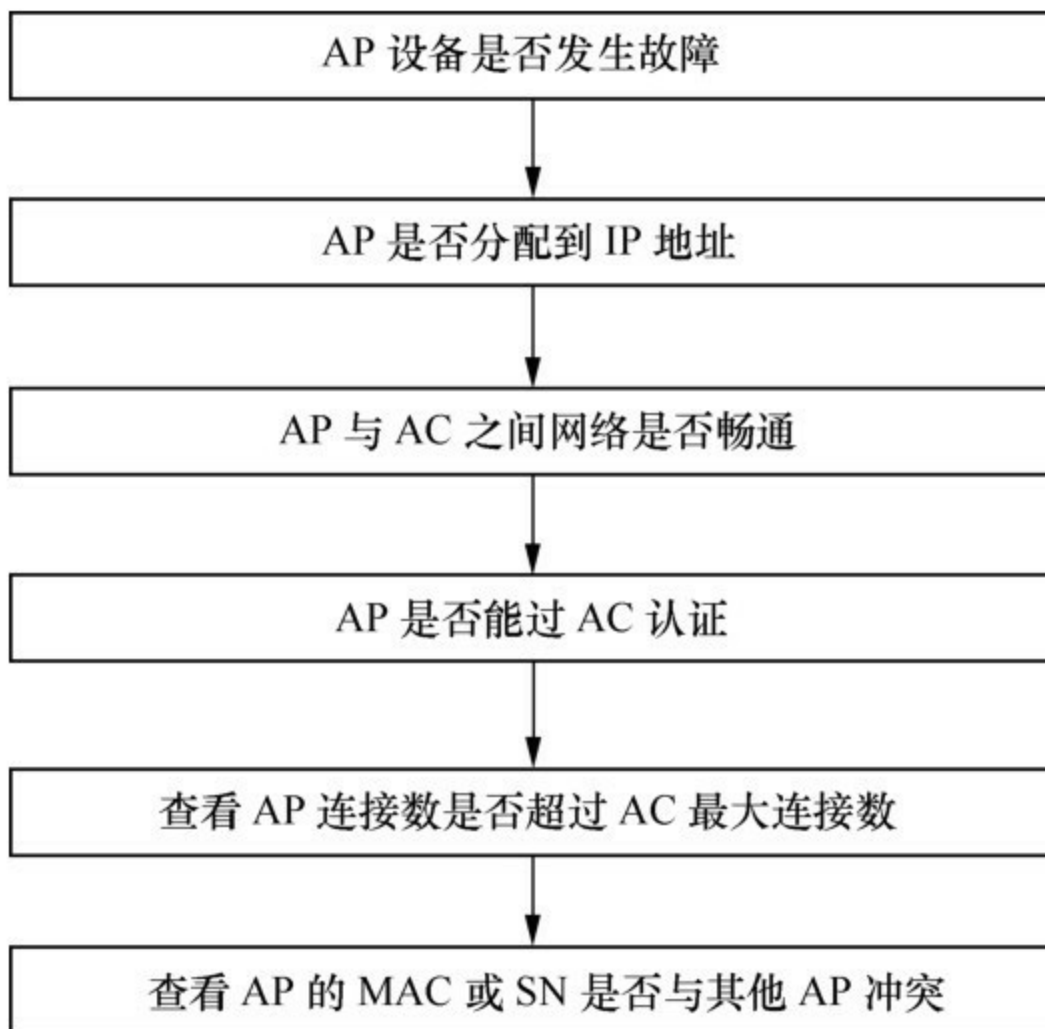 AP 设备是否发生故障
AP 是否分配到 IP 地址
AP 与 AC 之间网络是否畅通
AP 是否能过 AC 认证
查看 AP 连接数是否超过 AC 最大连接数
查看 AP 的 MAC 或 SN 是否与其他 AP 冲突